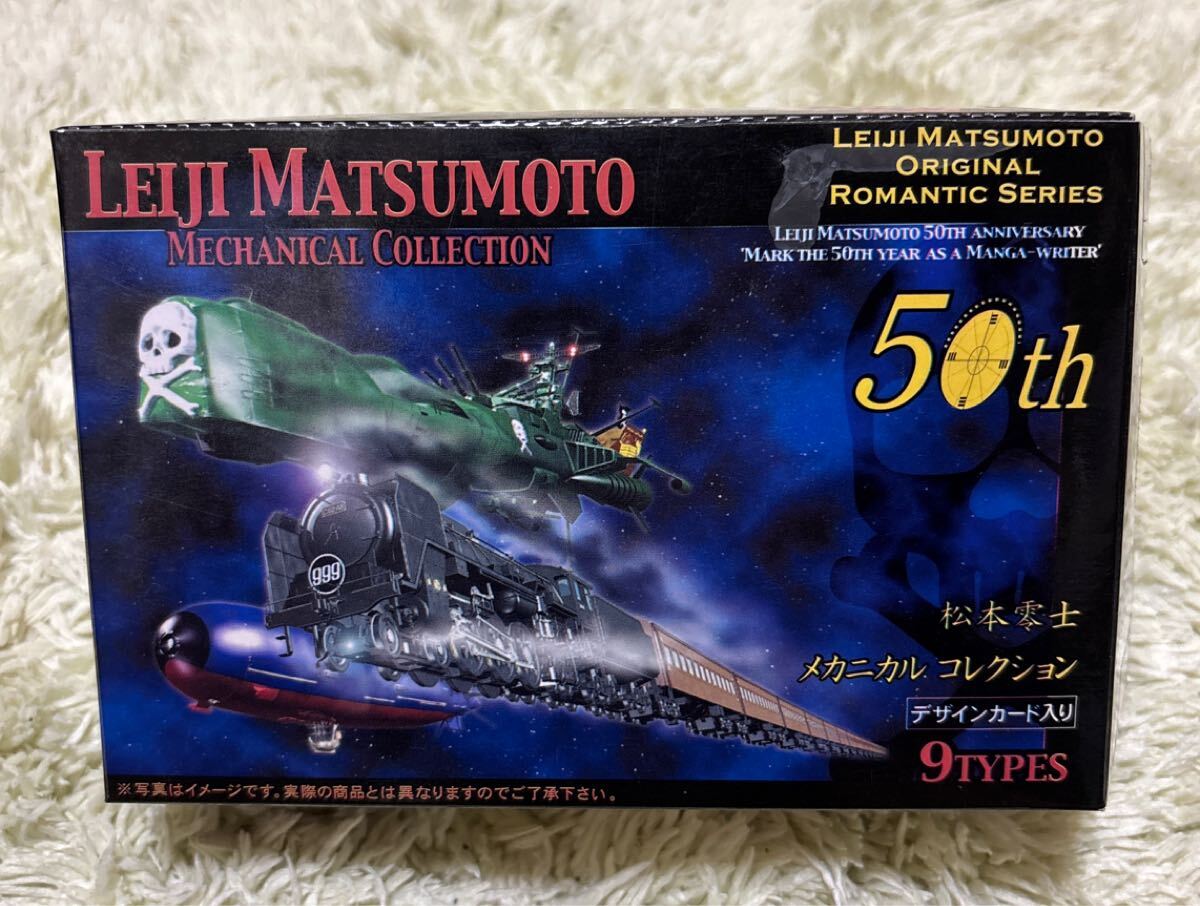 LEIJI MATSUMOTO
MECHANICAL COLLECTION
LEIJI MATSUMOTO
ORIGINAL
ROMANTIC SERIES
LEIJI MATSUMOTO 50TH ANNIVERSARY
'MARK THE 50TH YEAR AS A MANGA-WRITER'
50th
999
松本零士
メカニカル コレクション
デザインカード入り
9TYPES
※写真はイメージです。実際の商品とは異なりますのでご了承下さい。